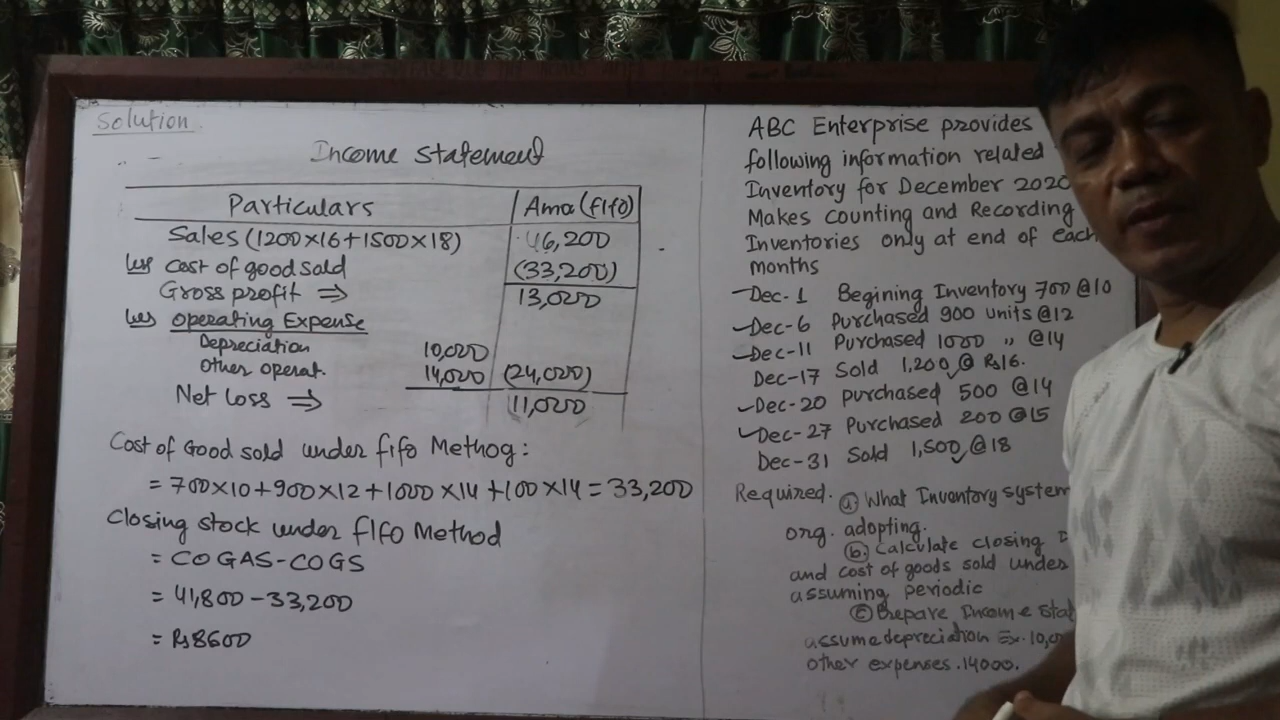 Solution
Income statement
Particulars Amo (fifo)
Sales (1200×16+1500×18) 46,200
Less cost of good sold (33,200)
Gross profit ⇒ 13,000
Less operating Expense
Depreciation 10,000
Other operat. 14,000 (24,000)
Net loss ⇒ 11,000
Cost of Good sold under fifo Methog:
= 700×10+900×12+1000×14+100×14=33,200
Closing stock under fifo Method
= COGAS-COGS
= 41,800-33,200
= Rs8600
ABC Enterprise provides
following information related
Inventory for December 2020
Makes counting and Recording
Inventories only at end of each
months
Dec-1 Begining Inventory 700@10
Dec-6 Purchased 900 units@12
Dec-11 Purchased 1000 " @14
Dec-17 Sold 1,200@Rs16.
Dec-20 purchased 500@14
Dec-27 Purchased 200@15
Dec-31 Sold 1,500@18
Required. (a) What Inventory system
org. adopting.
(b) Calculate closing
and cost of goods sold under
assuming periodic
(c) Prepare Income
assume depreciation Ex.
other expenses.14000.